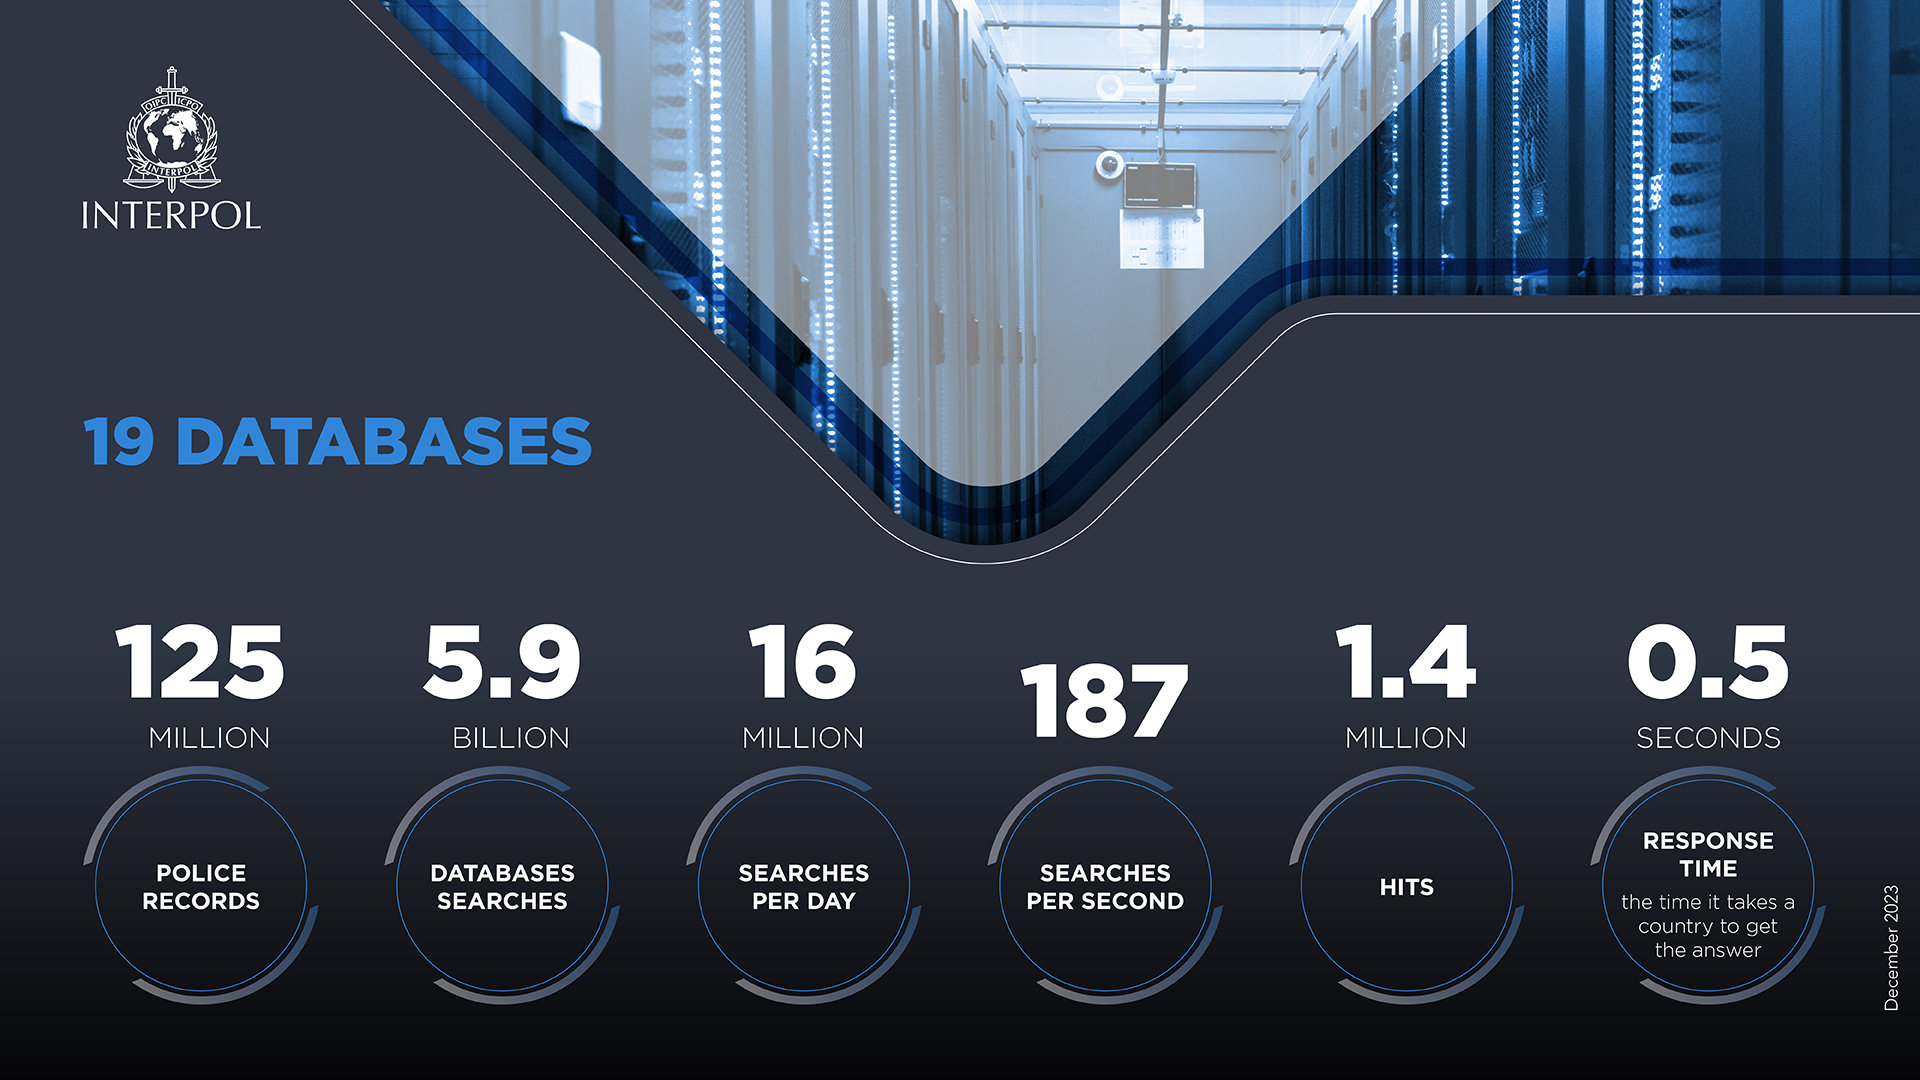 OIPC ICPO
INTERPOL
INTERPOL
19 DATABASES
125
MILLION
POLICE
RECORDS
5.9
BILLION
DATABASES
SEARCHES
16
MILLION
SEARCHES
PER DAY
187
SEARCHES
PER SECOND
1.4
MILLION
HITS
0.5
SECONDS
RESPONSE
TIME
the time it takes a
country to get
the answer
December 2023